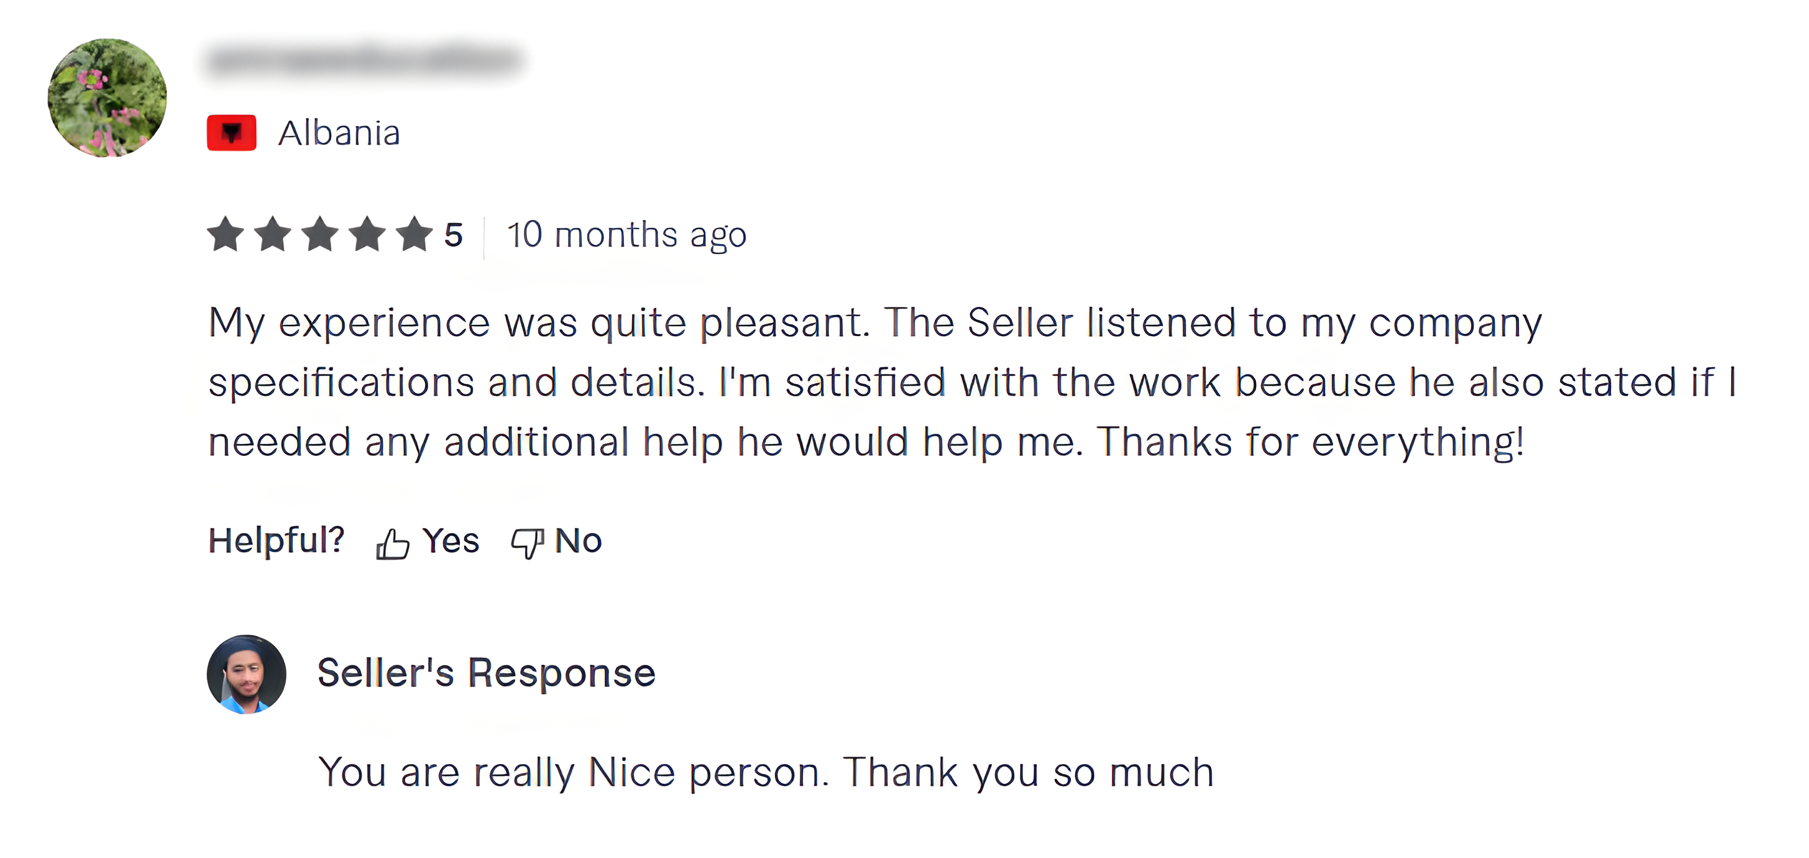 Albania
5
10 months ago
My experience was quite pleasant. The Seller listened to my company
specifications and details. I'm satisfied with the work because he also stated if I
needed any additional help he would help me. Thanks for everything!
Helpful? Yes No
Seller's Response
You are really Nice person. Thank you so much